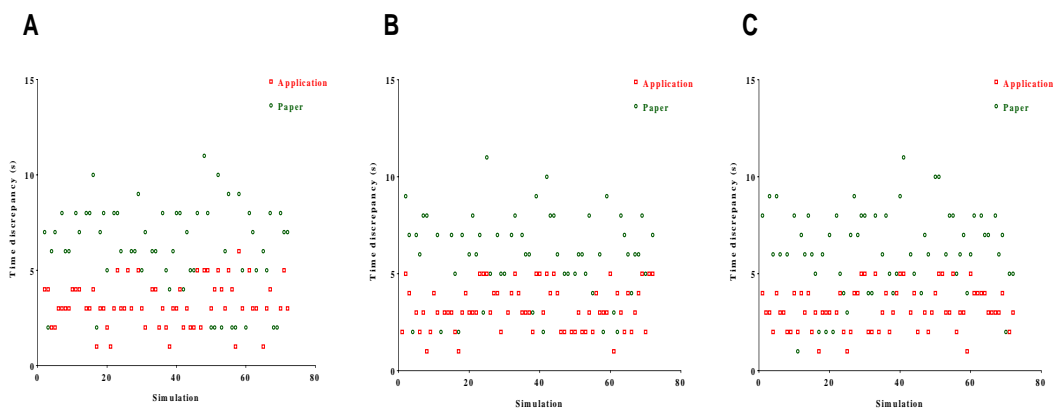 A
15
10
5
0
0 20 40 60 80
Time discrepancy (s)
Simulation
Application
Paper
B
15
10
5
0
0 20 40 60 80
Time discrepancy (s)
Simulation
Application
Paper
C
15
10
5
0
0 20 40 60 80
Time discrepancy (s)
Simulation
Application
Paper